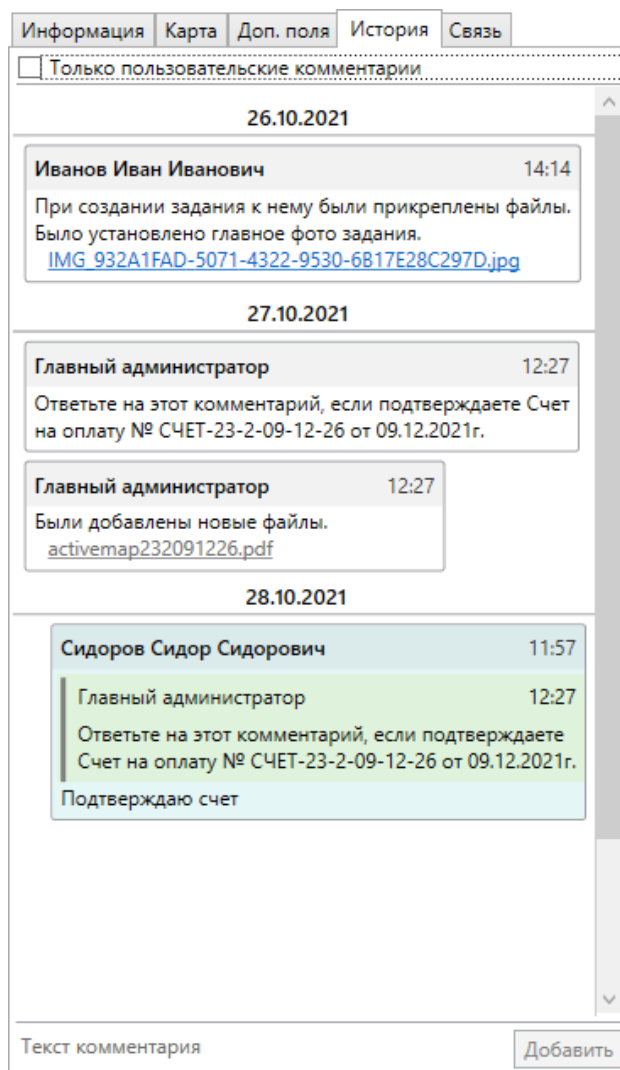 Информация Карта Доп. поля История Связь
Только пользовательские комментарии
26.10.2021
Иванов Иван Иванович 14:14
При создании задания к нему были прикреплены файлы.
Было установлено главное фото задания.
IMG_932A1FAD-5071-4322-9530-6B17E28C297D.jpg
27.10.2021
Главный администратор 12:27
Ответьте на этот комментарий, если подтверждаете Счет
на оплату № СЧЕТ-23-2-09-12-26 от 09.12.2021г.
Главный администратор 12:27
Были добавлены новые файлы.
activemap232091226.pdf
28.10.2021
Сидоров Сидор Сидорович 11:57
Главный администратор 12:27
Ответьте на этот комментарий, если подтверждаете
Счет на оплату № СЧЕТ-23-2-09-12-26 от 09.12.2021г.
Подтверждаю счет
Текст комментария Добавить